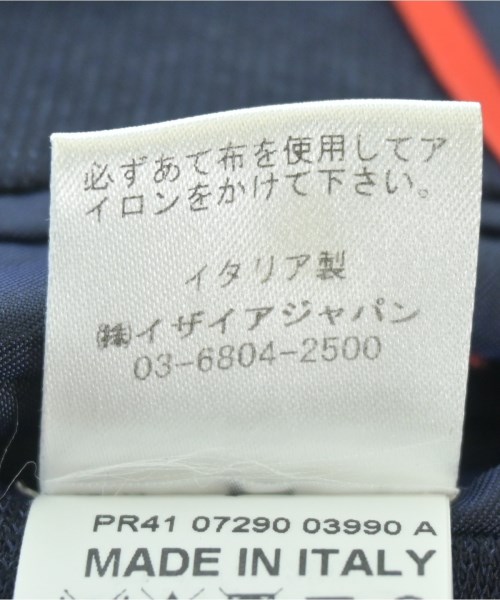 必ずあて布を使用してア
イロンをかけて下さい。
イタリア製
㈱イザイアジャパン
03-6804-2500
PR41 07290 03990 A
MADE IN ITALY